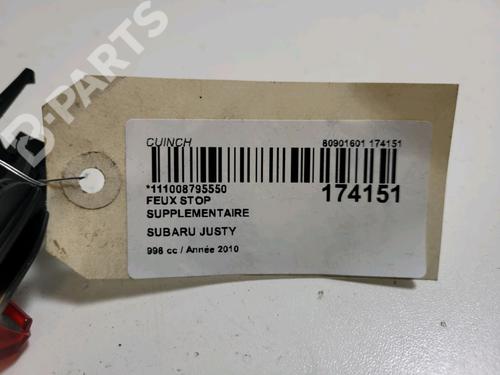 B-PARTS
CUINCH 80901601 174151
*111008795550 174151
FEUX STOP
SUPPLEMENTAIRE
SUBARU JUSTY
998 cc / Année 2010